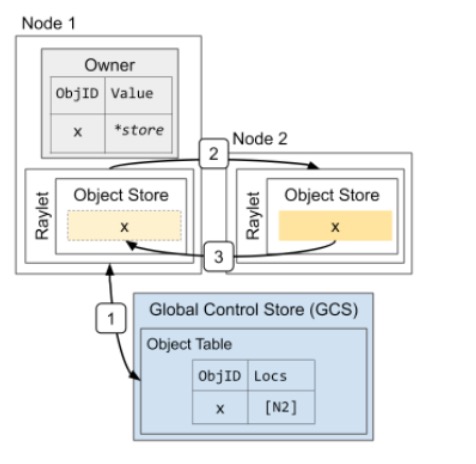 Node 1
Owner
ObjID Value
x *store
Raylet
Object Store
x
2
Node 2
Raylet
Object Store
x
3
1
Global Control Store (GCS)
Object Table
ObjID Locs
x [N2]